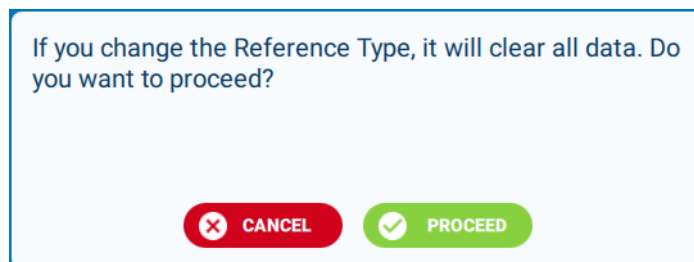 If you change the Reference Type, it will clear all data. Do
you want to proceed?
CANCEL
PROCEED